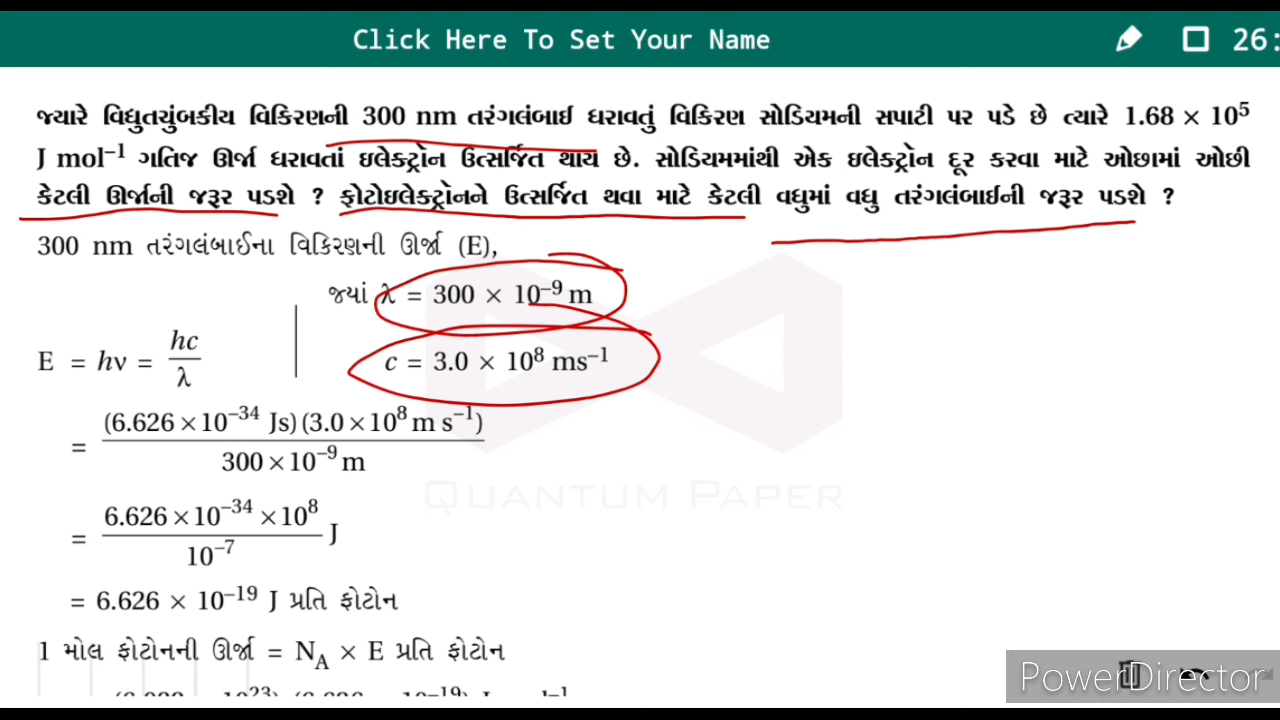 Click Here To Set Your Name
26:
જ્યારે વિદ્યુતચુંબકીય વિકિરણની 300 nm તરંગલંબાઈ ધરાવતું વિકિરણ સોડિયમની સપાટી પર પડે છે ત્યારે 1.68 × 10⁵
J mol⁻¹ ગતિજ ઊર્જા ધરાવતાં ઇલેક્ટ્રૉન ઉત્સર્જિત થાય છે. સોડિયમમાંથી એક ઇલેક્ટ્રૉન દૂર કરવા માટે ઓછામાં ઓછી
કેટલી ઊર્જાની જરૂર પડશે ? ફોટોઇલેક્ટ્રૉનને ઉત્સર્જિત થવા માટે કેટલી વધુમાં વધુ તરંગલંબાઈની જરૂર પડશે ?
300 nm તરંગલંબાઈના વિકિરણની ઊર્જા (E),
જ્યાં λ = 300 × 10⁻⁹ m
E = hν = hc/λ
c = 3.0 × 10⁸ ms⁻¹
= (6.626 × 10⁻³⁴ Js) (3.0 × 10⁸ m s⁻¹) / 300 × 10⁻⁹ m
= 6.626 × 10⁻³⁴ × 10⁸ / 10⁻⁷ J
= 6.626 × 10⁻¹⁹ J પ્રતિ ફોટોન
1 મોલ ફોટોનની ઊર્જા = N_A × E પ્રતિ ફોટોન
QUANTUM PAPER
PowerDirector